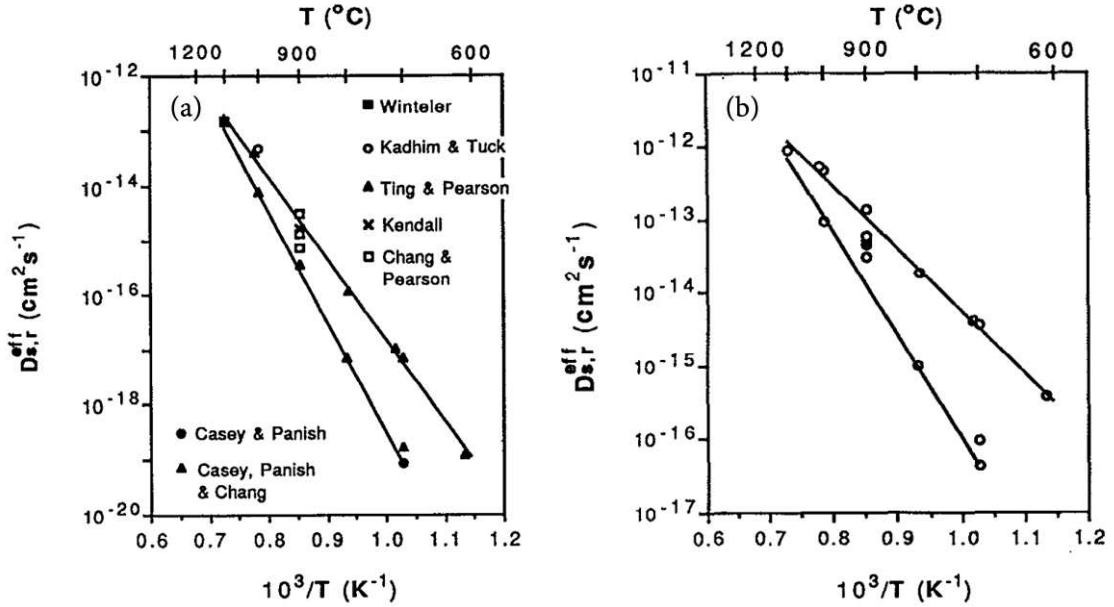 T (°C)
1200 900 600
10^-12
10^-14
10^-16
10^-18
10^-20
D_{s,r}^{eff} (cm^2s^-1)
(a)
Winteler
Kadhim & Tuck
Ting & Pearson
Kendall
Chang &
Pearson
Casey & Panish
Casey, Panish
& Chang
0.6 0.7 0.8 0.9 1.0 1.1 1.2
10^3/T (K^-1)
T (°C)
1200 900 600
10^-11
10^-12
10^-13
10^-14
10^-15
10^-16
10^-17
D_{s,r}^{eff} (cm^2s^-1)
(b)
0.6 0.7 0.8 0.9 1.0 1.1 1.2
10^3/T (K^-1)